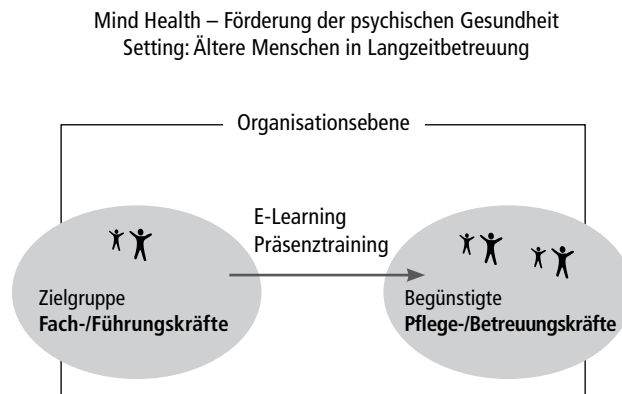 Mind Health – Förderung der psychischen Gesundheit
Setting: Ältere Menschen in Langzeitbetreuung
Organisationsebene
E-Learning
Präsenztraining
Zielgruppe
Fach-/Führungskräfte
Begünstigte
Pflege-/Betreuungskräfte